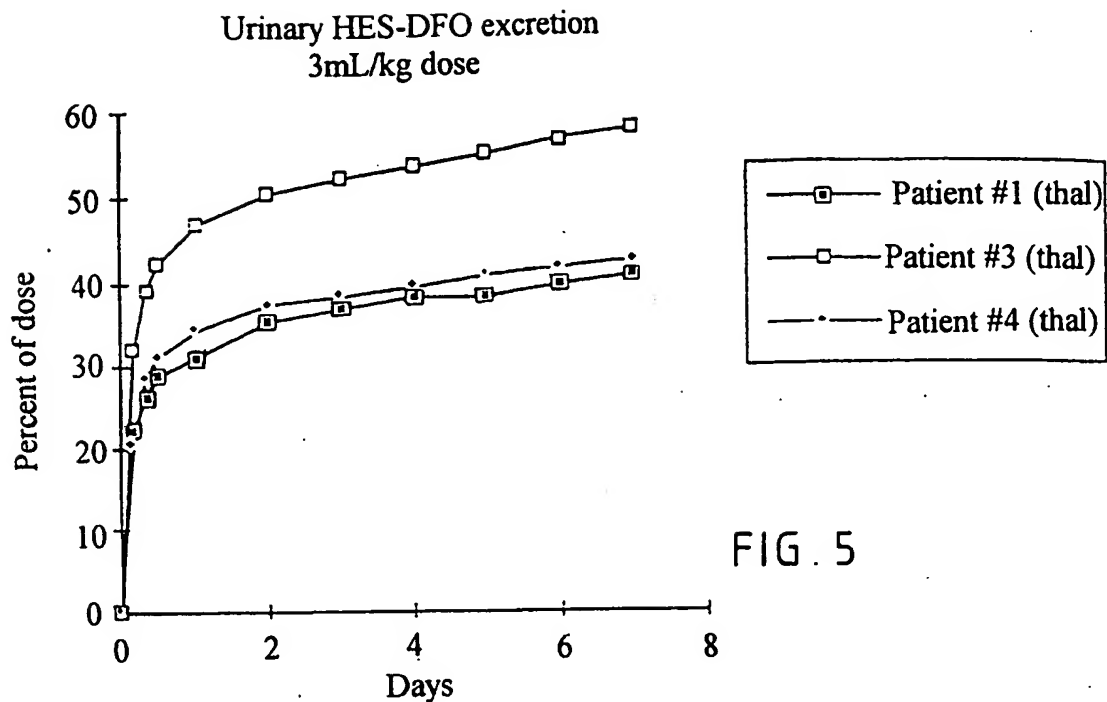 Urinary HES-DFO excretion
3mL/kg dose
Percent of dose
60
50
40
30
20
10
0
0
2
4
6
8
Days
Patient #1 (thal)
Patient #3 (thal)
Patient #4 (thal)
FIG. 5